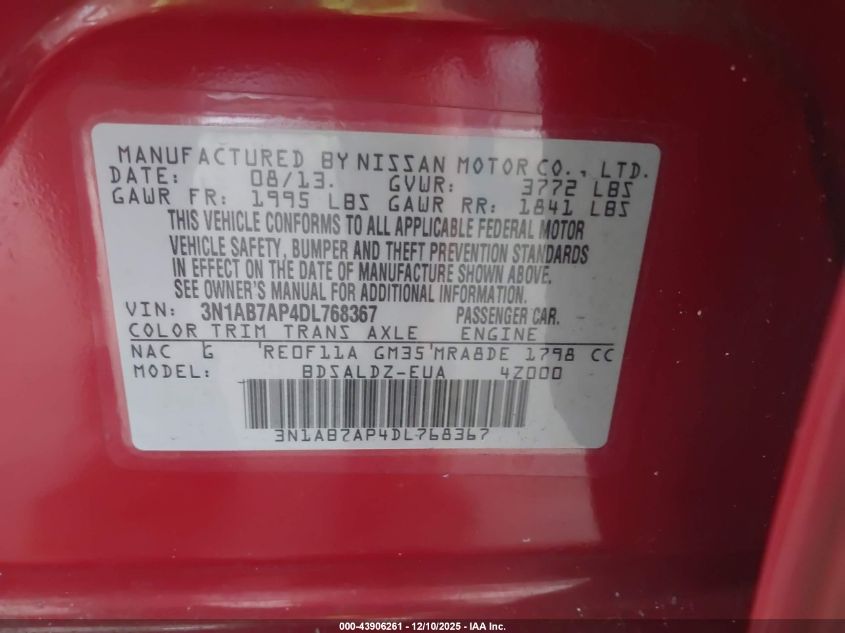 MANUFACTURED BY NISSAN MOTOR CO., LTD.
DATE: 08/13. GVWR: 3772 LBS
GAWR FR: 1995 LBS GAWR RR: 1841 LBS
THIS VEHICLE CONFORMS TO ALL APPLICABLE FEDERAL MOTOR
VEHICLE SAFETY, BUMPER AND THEFT PREVENTION STANDARDS
IN EFFECT ON THE DATE OF MANUFACTURE SHOWN ABOVE.
SEE OWNER'S MANUAL FOR ADDITIONAL INFORMATION.
VIN: 3N1AB7AP4DL768367 PASSENGER CAR.
COLOR TRIM TRANS AXLE ENGINE
NAC G 'RE0F11A GM35'MRA8DE 1798 CC
MODEL: BDSALDZ-EUA 4Z000
3N1AB7AP4DL768367
000-43906261 - 12/10/2025 - IAA Inc.